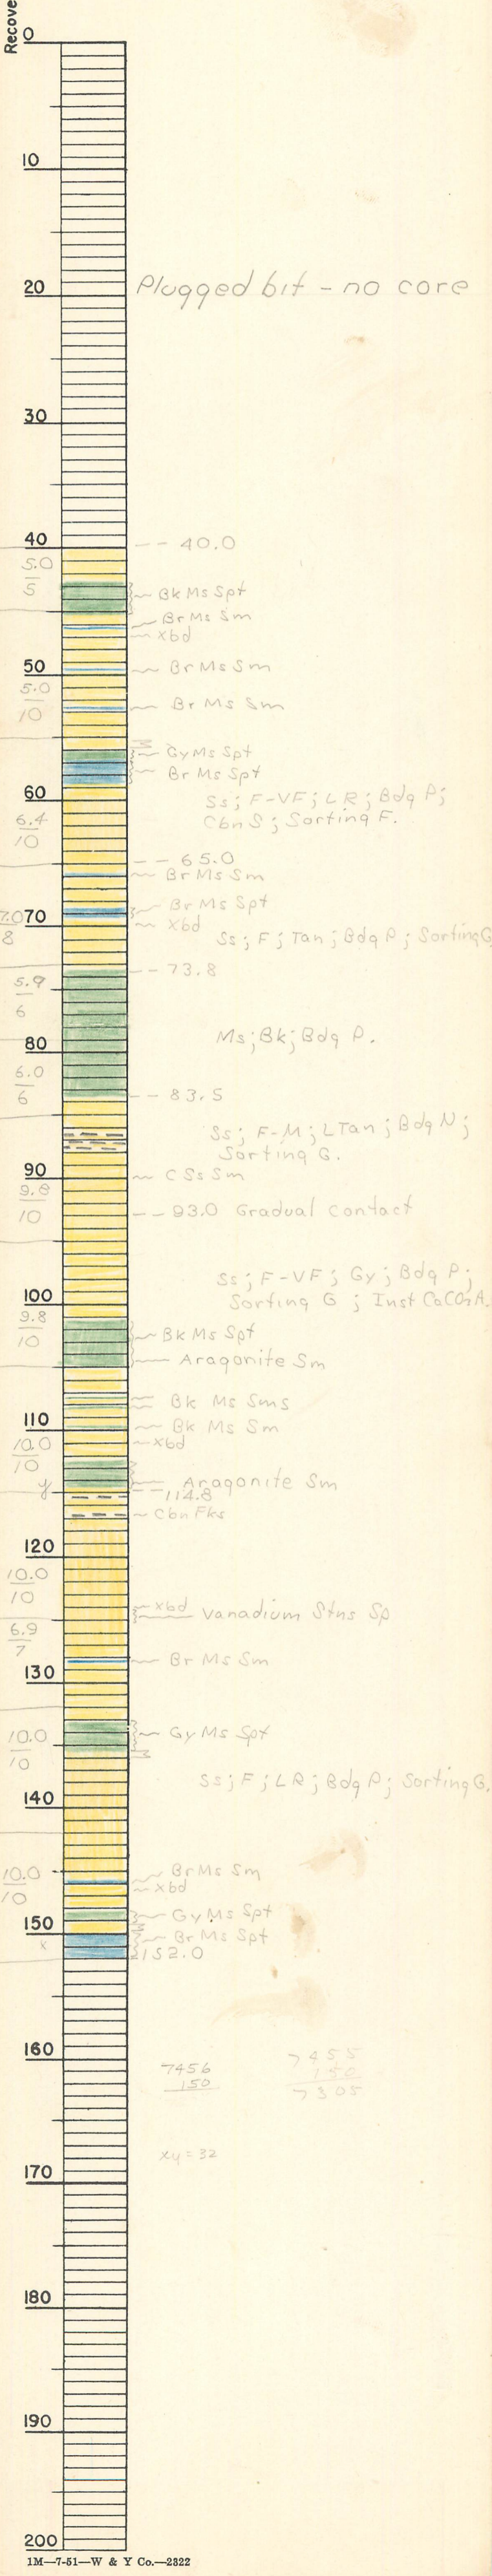 Recove
0
10
20 Plugged bit - no core
30
40 -- 40.0
5.0
5
Bk Ms Spt
Br Ms Sm
xbd
50 Br Ms Sm
5.0
10
Br Ms Sm
Gy Ms Spt
Br Ms Spt
60 Ss; F-VF; LR; Bdg P;
Cbn S; Sorting F.
6.4
10
-- 65.0
Br Ms Sm
Br Ms Spt
7.0 70 xbd
8
Ss; F; Tan; Bdg P; Sorting G
-- 73.8
5.9
6
Ms; Bk; Bdg P.
80
6.0
6
-- 83.5
Ss; F-M; LTan; Bdg N;
Sorting G.
90 CSs Sm
9.8
10
-- 93.0 Gradual Contact
Ss; F-VF; Gy; Bdg P;
100 Sorting G ; Inst CaCO3 A.
9.8
10
Bk Ms Spt
Aragonite Sm
Bk Ms Sms
110 Bk Ms Sm
xbd
10.0
10
y Aragonite Sm
-- 114.8
Cbn Fks
120
10.0
10
xbd
Vanadium Stns Sp
6.9
7
Br Ms Sm
130
10.0
10
Gy Ms Spt
Ss; F; LR; Bdg P; Sorting G.
140
10.0
10
Br Ms Sm
xbd
Gy Ms Spt
150 Br Ms Spt
x 152.0
160
7456 7455
150 150
7305
xy = 32
170
180
190
200
1M—7-51—W & Y Co.—2322